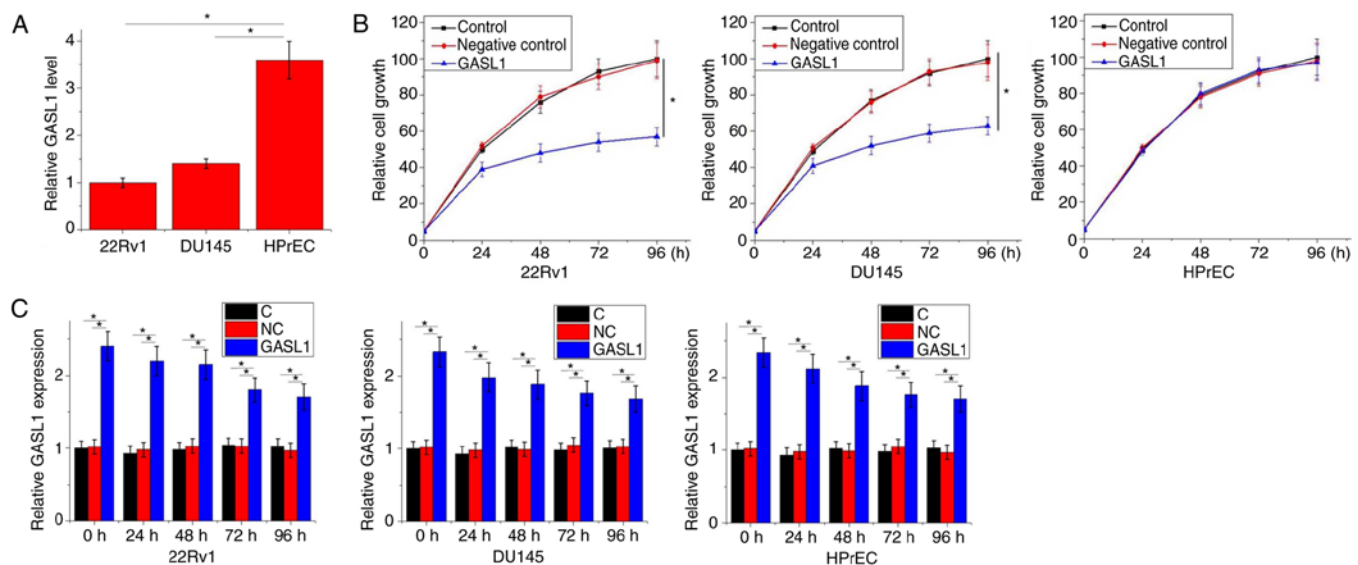 A
Relative GASL1 level
4
3
2
1
0
*
*
22Rv1 DU145 HPrEC
B
Relative cell growth
120
100
80
60
40
20
0
Control
Negative control
GASL1
*
0 24 48 72 96 (h)
22Rv1
Relative cell growth
120
100
80
60
40
20
0
Control
Negative control
GASL1
*
0 24 48 72 96 (h)
DU145
Relative cell growth
120
100
80
60
40
20
0
Control
Negative control
GASL1
0 24 48 72 96 (h)
HPrEC
C
Relative GASL1 expression
2
1
0
C
NC
GASL1
* * * * * * * * * *
0 h 24 h 48 h 72 h 96 h
22Rv1
Relative GASL1 expression
2
1
0
C
NC
GASL1
* * * * * * * * * *
0 h 24 h 48 h 72 h 96 h
DU145
Relative GASL1 expression
2
1
0
C
NC
GASL1
* * * * * * * * * *
0 h 24 h 48 h 72 h 96 h
HPrEC